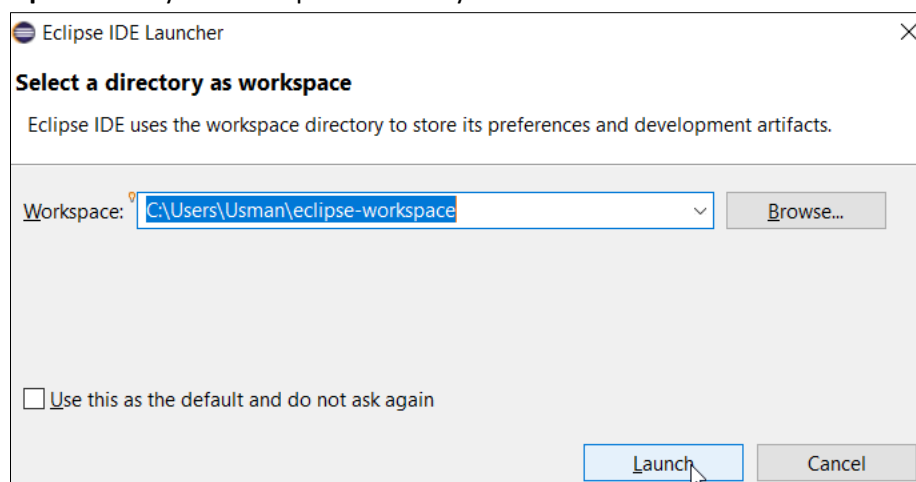 Eclipse IDE Launcher
Select a directory as workspace
Eclipse IDE uses the workspace directory to store its preferences and development artifacts.
Workspace: C:\Users\Usman\eclipse-workspace Browse...
Use this as the default and do not ask again
Launch Cancel